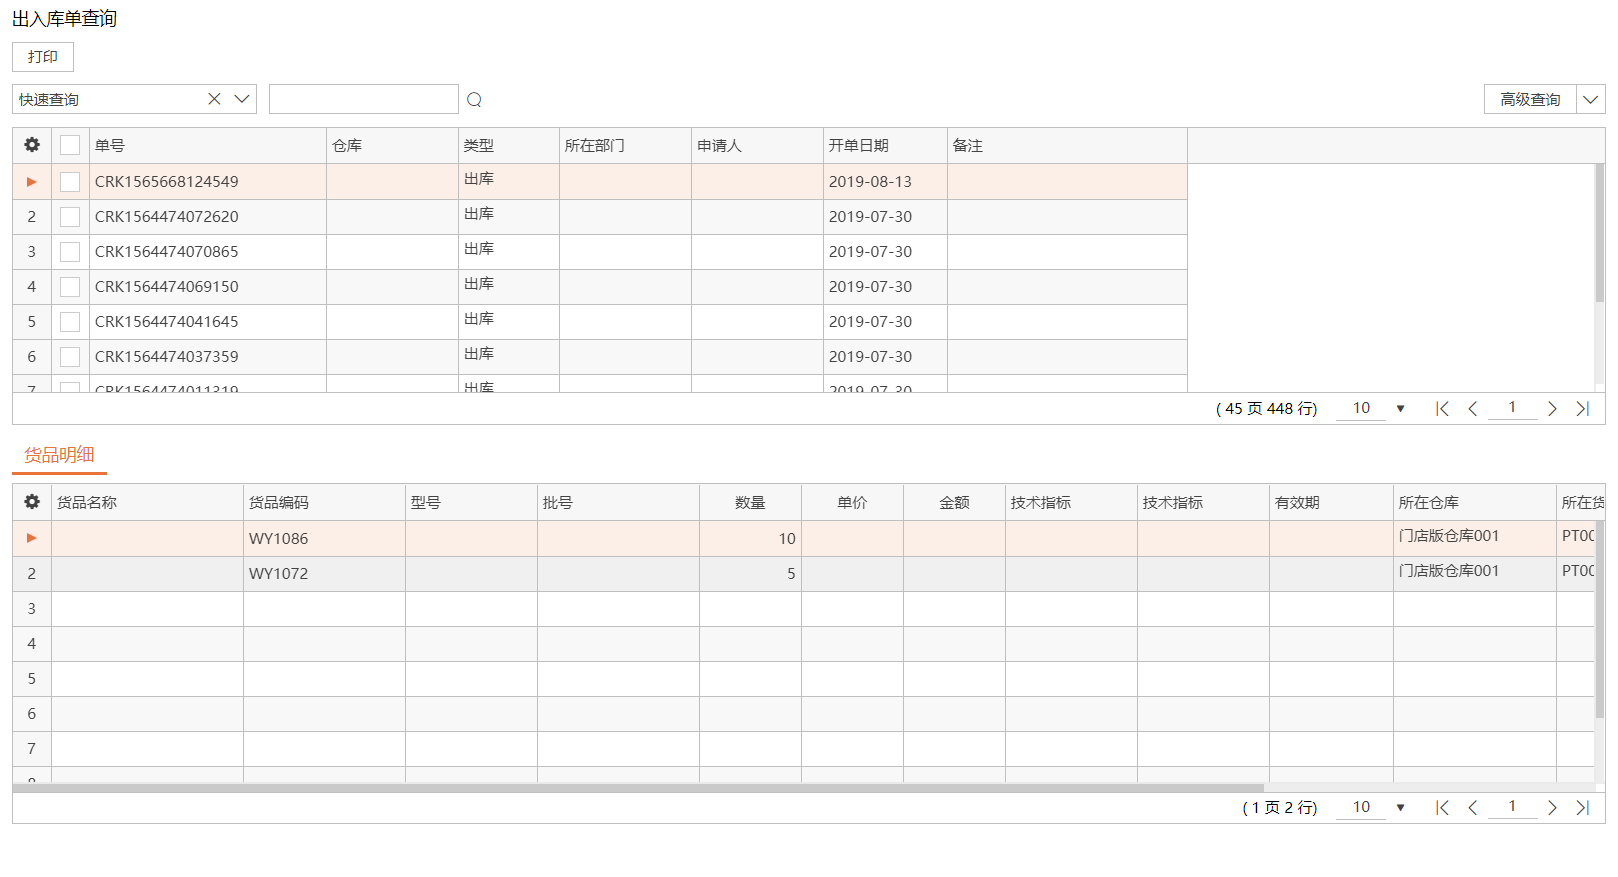 出入库单查询
打印
快速查询
高级查询
单号 仓库 类型 所在部门 申请人 开单日期 备注
CRK1565668124549 出库 2019-08-13
2 CRK1564474072620 出库 2019-07-30
3 CRK1564474070865 出库 2019-07-30
4 CRK1564474069150 出库 2019-07-30
5 CRK1564474041645 出库 2019-07-30
6 CRK1564474037359 出库 2019-07-30
7 CRK1564474011319 出库 2019-07-30
( 45 页 448 行) 10 1
货品明细
货品名称 货品编码 型号 批号 数量 单价 金额 技术指标 技术指标 有效期 所在仓库 所在货
WY1086 10 门店版仓库001 PT00
2 WY1072 5 门店版仓库001 PT00
3
4
5
6
7
8
( 1 页 2 行) 10 1